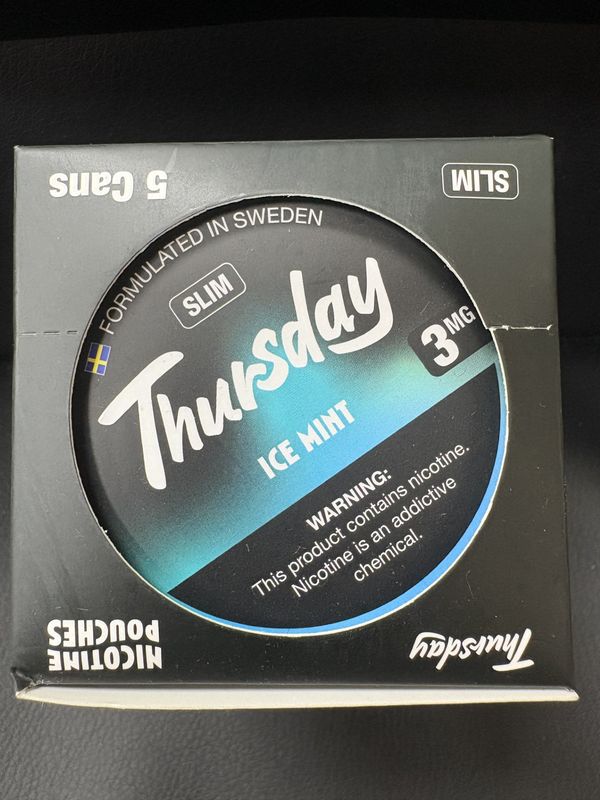 SLIM
5 Cans
FORMULATED IN SWEDEN
SLIM
Thursday
3MG
ICE MINT
WARNING:
This product contains nicotine.
Nicotine is an addictive
chemical.
Thursday
NICOTINE
POUCHES